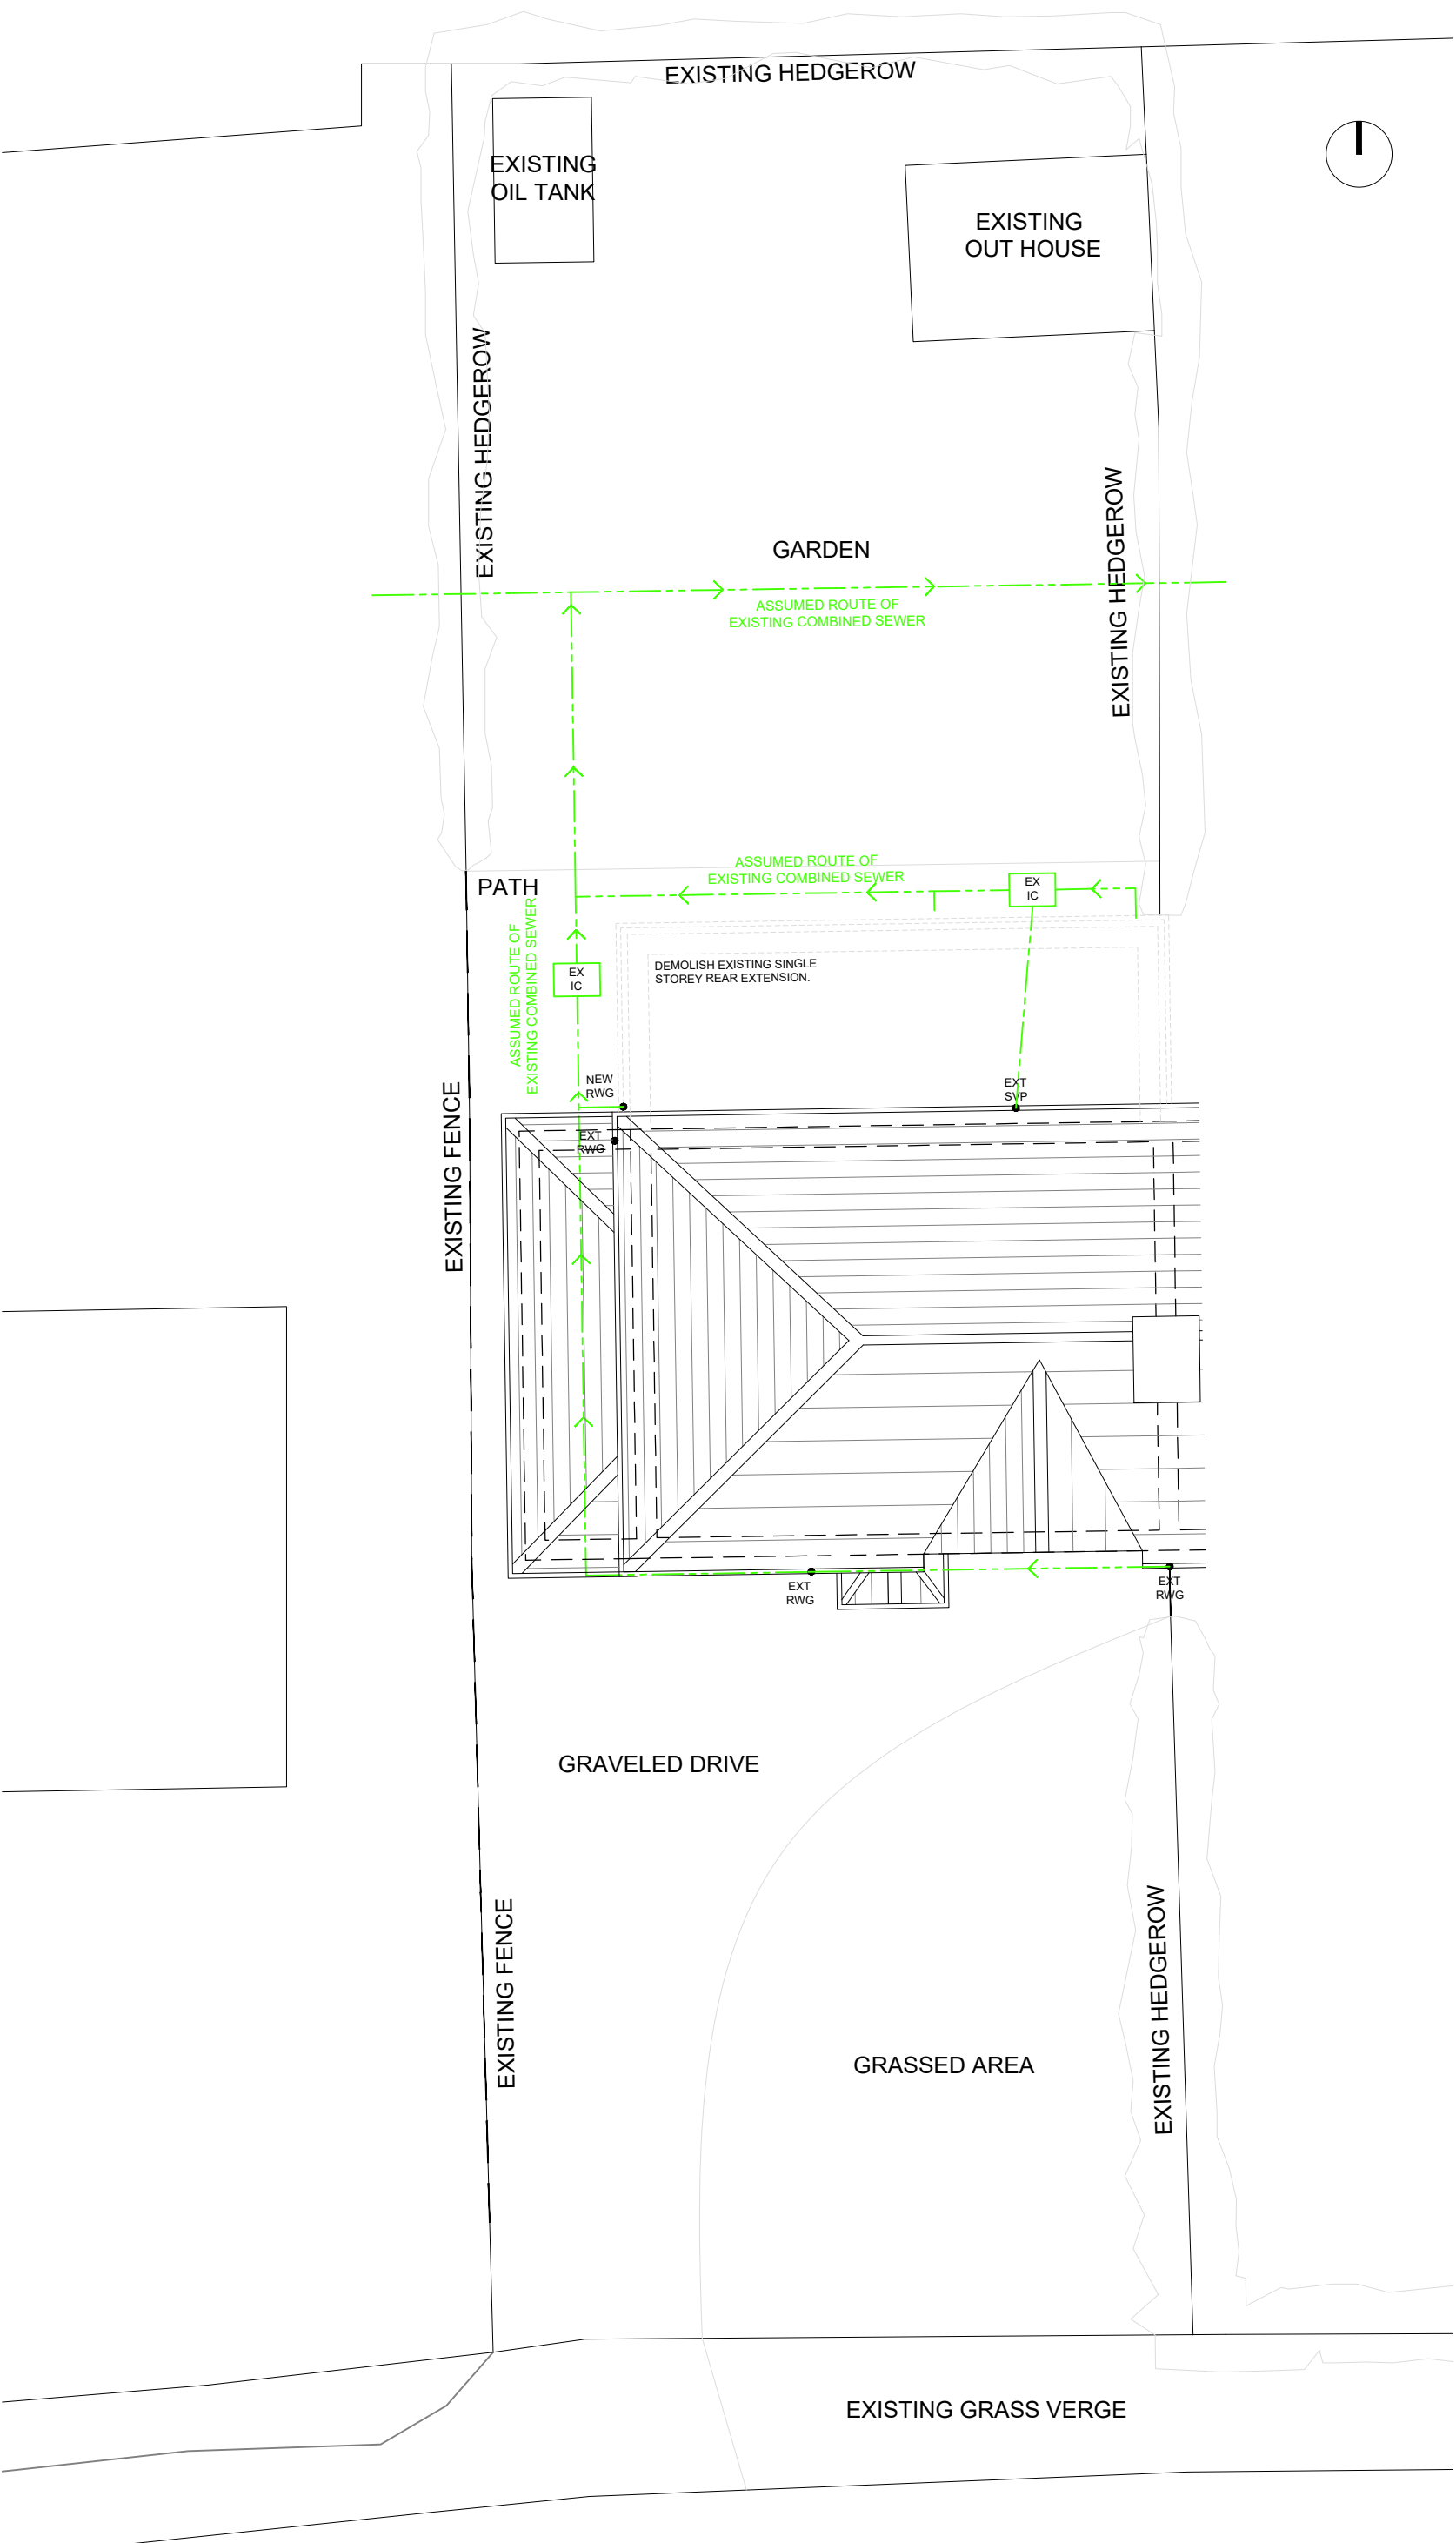 EXISTING HEDGEROW
EXISTING
OIL TANK
EXISTING
OUT HOUSE
EXISTING HEDGEROW
EXISTING HEDGEROW
GARDEN
ASSUMED ROUTE OF
EXISTING COMBINED SEWER
ASSUMED ROUTE OF
EXISTING COMBINED SEWER
PATH
EX
IC
ASSUMED ROUTE OF
EXISTING COMBINED SEWER
EX
IC
DEMOLISH EXISTING SINGLE
STOREY REAR EXTENSION.
NEW
RWG
EXT
SVP
EXISTING FENCE
EXT
RWG
EXT
RWG
EXT
RWG
GRAVELED DRIVE
EXISTING FENCE
EXISTING HEDGEROW
GRASSED AREA
EXISTING GRASS VERGE